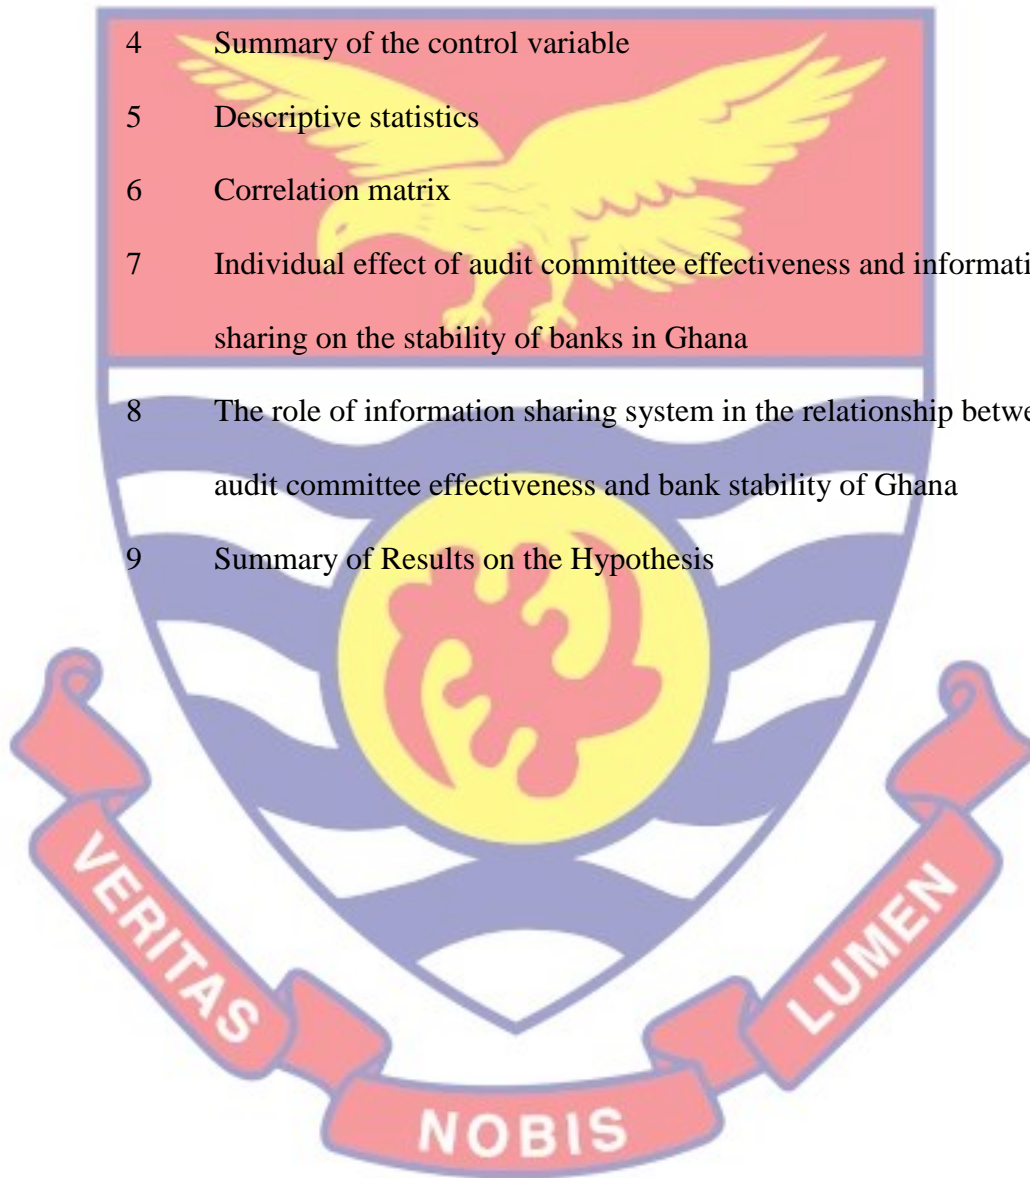 4 Summary of the control variable
5 Descriptive statistics
6 Correlation matrix
7 Individual effect of audit committee effectiveness and informati
sharing on the stability of banks in Ghana
8 The role of information sharing system in the relationship betwe
audit committee effectiveness and bank stability of Ghana
9 Summary of Results on the Hypothesis
VERITAS
NOBIS
LUMEN